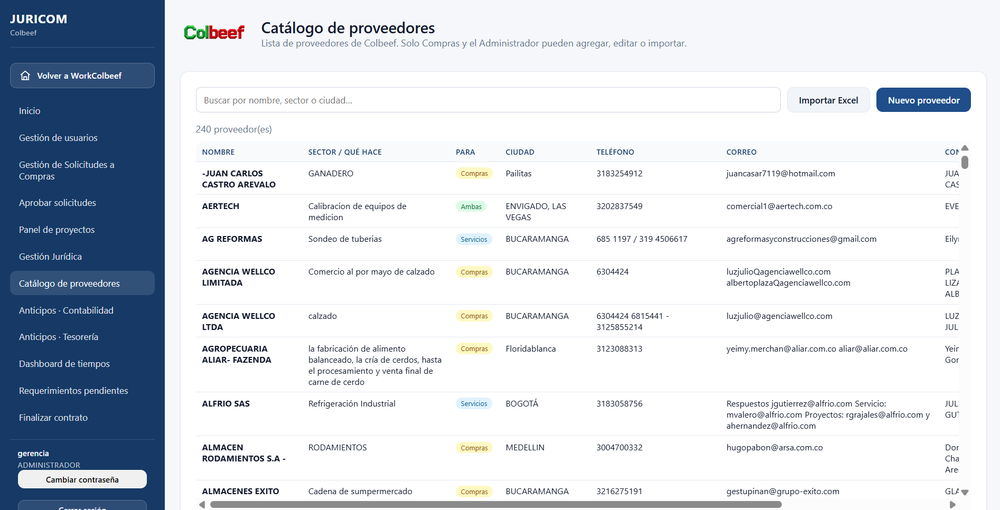 JURICOM
Colbeef
Volver a WorkColbeef
Inicio
Gestión de usuarios
Gestión de Solicitudes a
Compras
Aprobar solicitudes
Panel de proyectos
Gestión Jurídica
Catálogo de proveedores
Anticipos · Contabilidad
Anticipos · Tesorería
Dashboard de tiempos
Requerimientos pendientes
Finalizar contrato
gerencia
ADMINISTRADOR
Cambiar contraseña
Cerrar sesión
Colbeef
Catálogo de proveedores
Lista de proveedores de Colbeef. Solo Compras y el Administrador pueden agregar, editar o importar.
Buscar por nombre, sector o ciudad...
Importar Excel
Nuevo proveedor
240 proveedor(es)
NOMBRE SECTOR / QUÉ HACE PARA CIUDAD TELÉFONO CORREO CON
-JUAN CARLOS GANADERO Compras Pailitas 3183254912 juancasar7119@hotmail.com JUA
CASTRO AREVALO CAS
AERTECH Calibracion de equipos de Ambas ENVIGADO, LAS 3202837549 comercial1@aertech.com.co EVE
medicion VEGAS
AG REFORMAS Sondeo de tuberias Servicios BUCARAMANGA 685 1197 / 319 4506617 agreformasyconstrucciones@gmail.com Eilyn
AGENCIA WELLCO Comercio al por mayo de calzado Compras BUCARAMANGA 6304424 luzjulioQagenciawellco.com PLA
LIMITADA albertoplazaQagenciawellco.com LIZA
ALB
AGENCIA WELLCO calzado Compras BUCARAMANGA 6304424 6815441 - luzjulio@agenciawellco.com LUZ
LTDA 3125855214 JULI
AGROPECUARIA la fabricación de alimento Compras Floridablanca 3123088313 yeimy.merchan@aliar.com.co aliar@aliar.com.co Yeim
ALIAR- FAZENDA balanceado, la cría de cerdos, hasta Gor
el procesamiento y venta final de
carne de cerdo
ALFRIO SAS Refrigeración Industrial Servicios BOGOTÁ 3183058756 Respuestos jgutierrez@alfrio.com Servicio: JULI
mvalero@alfrio.com Proyectos: rgrajales@alfrio.com y GUT
ahernandez@alfrio.com
ALMACEN RODAMIENTOS Compras MEDELLIN 3004700332 hugopabon@arsa.com.co Dor
RODAMIENTOS S.A - Cha
Arei
ALMACENES EXITO Cadena de sumpermercado Compras BUCARAMANGA 3216275191 gestupinan@grupo-exito.com GLA